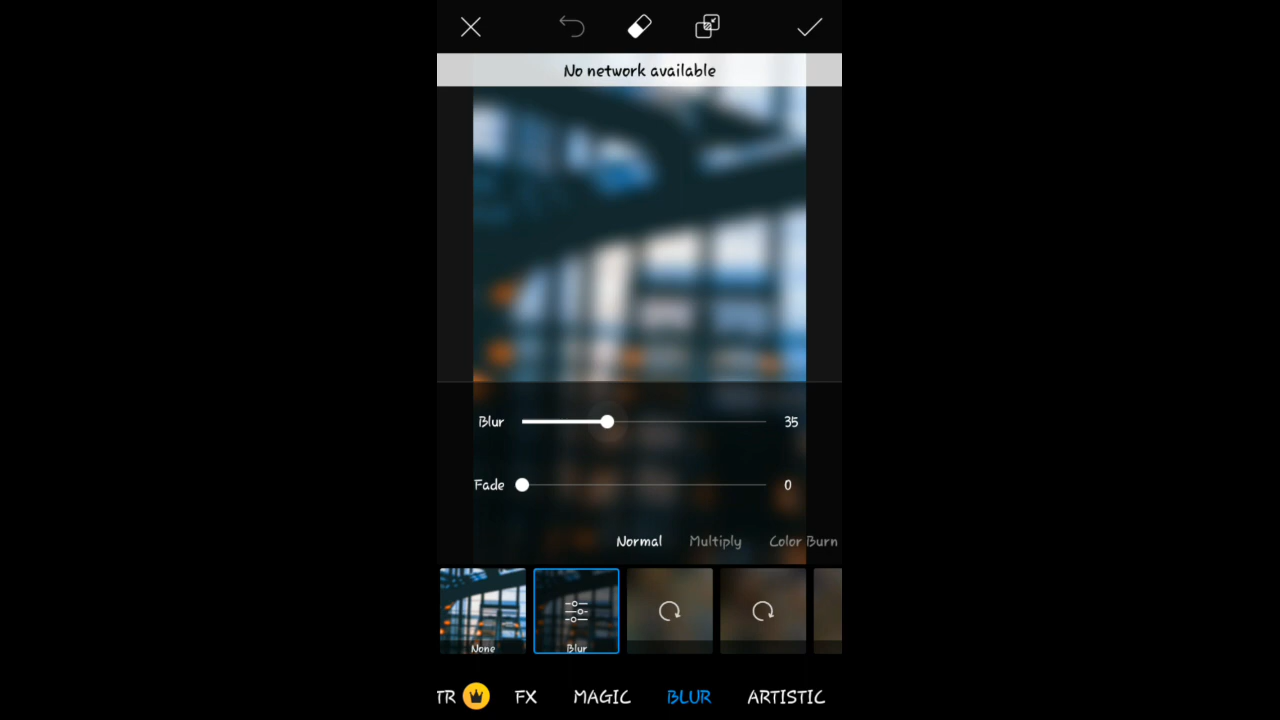 No network available
Blur 35
Fade 0
Normal Multiply Color Burn
None Blur
TR FX MAGIC BLUR ARTISTIC